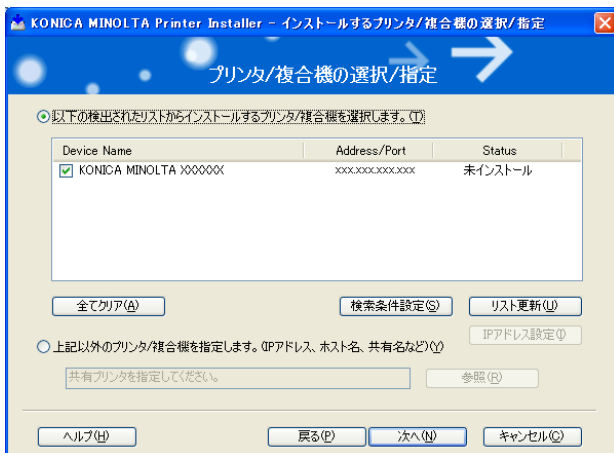 KONICA MINOLTA Printer Installer - インストールするプリンタ/複合機の選択/指定
プリンタ/複合機の選択/指定
以下の検出されたリストからインストールするプリンタ/複合機を選択します。(T)
Device Name Address/Port Status
KONICA MINOLTA XXXXXX xxx.xxx.xxx.xxx 未インストール
全てクリア(A) 検索条件設定(S) リスト更新(U)
IPアドレス設定(I)
上記以外のプリンタ/複合機を指定します。(IPアドレス、ホスト名、共有名など)(Y)
共有プリンタを指定してください。 参照(R)
ヘルプ(H) 戻る(P) 次へ(N) キャンセル(C)